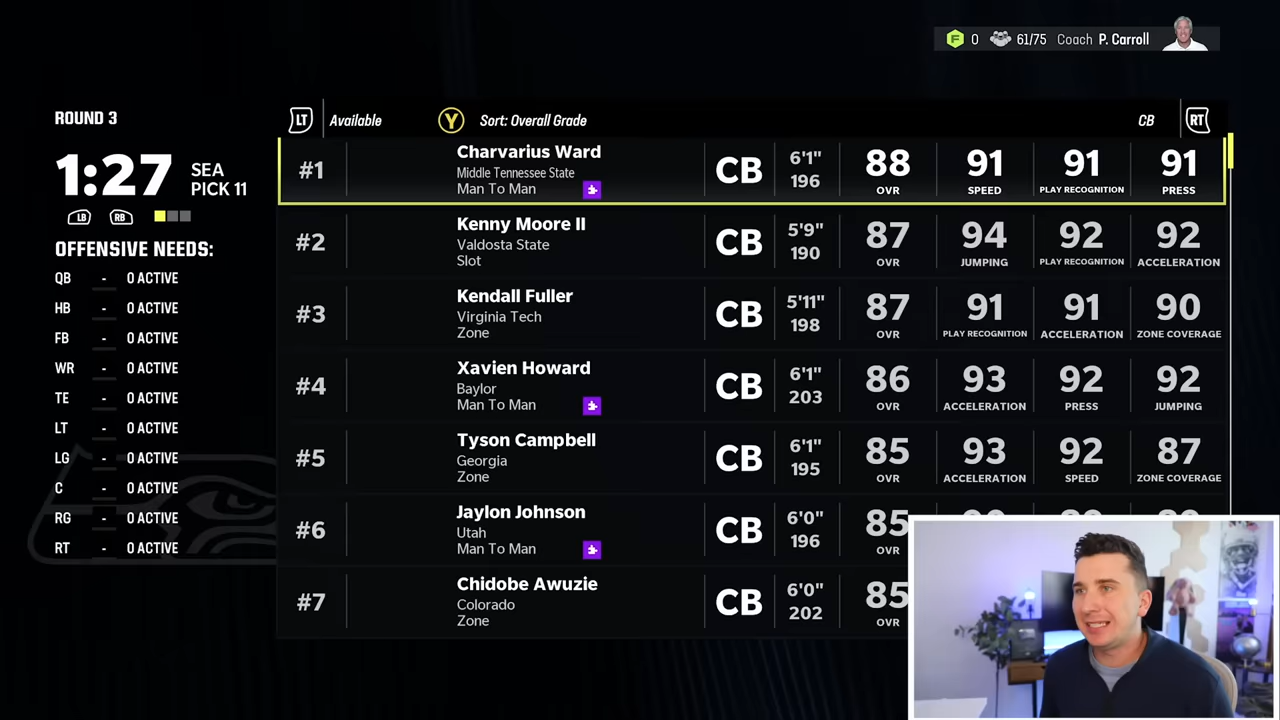 0 61/75 Coach P. Carroll
ROUND 3
1:27 SEA
PICK 11
LB RB
OFFENSIVE NEEDS:
QB - 0 ACTIVE
HB - 0 ACTIVE
FB - 0 ACTIVE
WR - 0 ACTIVE
TE - 0 ACTIVE
LT - 0 ACTIVE
LG - 0 ACTIVE
C - 0 ACTIVE
RG - 0 ACTIVE
RT - 0 ACTIVE
LT Available Y Sort: Overall Grade CB RT
#1 Charvarius Ward CB 6'1" 88 91 91 91
Middle Tennessee State
Man To Man 196 OVR SPEED PLAY RECOGNITION PRESS
#2 Kenny Moore II CB 5'9" 87 94 92 92
Valdosta State
Slot 190 OVR JUMPING PLAY RECOGNITION ACCELERATION
#3 Kendall Fuller CB 5'11" 87 91 91 90
Virginia Tech
Zone 198 OVR PLAY RECOGNITION ACCELERATION ZONE COVERAGE
#4 Xavien Howard CB 6'1" 86 93 92 92
Baylor
Man To Man 203 OVR ACCELERATION PRESS JUMPING
#5 Tyson Campbell CB 6'1" 85 93 92 87
Georgia
Zone 195 OVR ACCELERATION SPEED ZONE COVERAGE
#6 Jaylon Johnson CB 6'0" 85
Utah
Man To Man 196 OVR
#7 Chidobe Awuzie CB 6'0" 85
Colorado
Zone 202 OVR